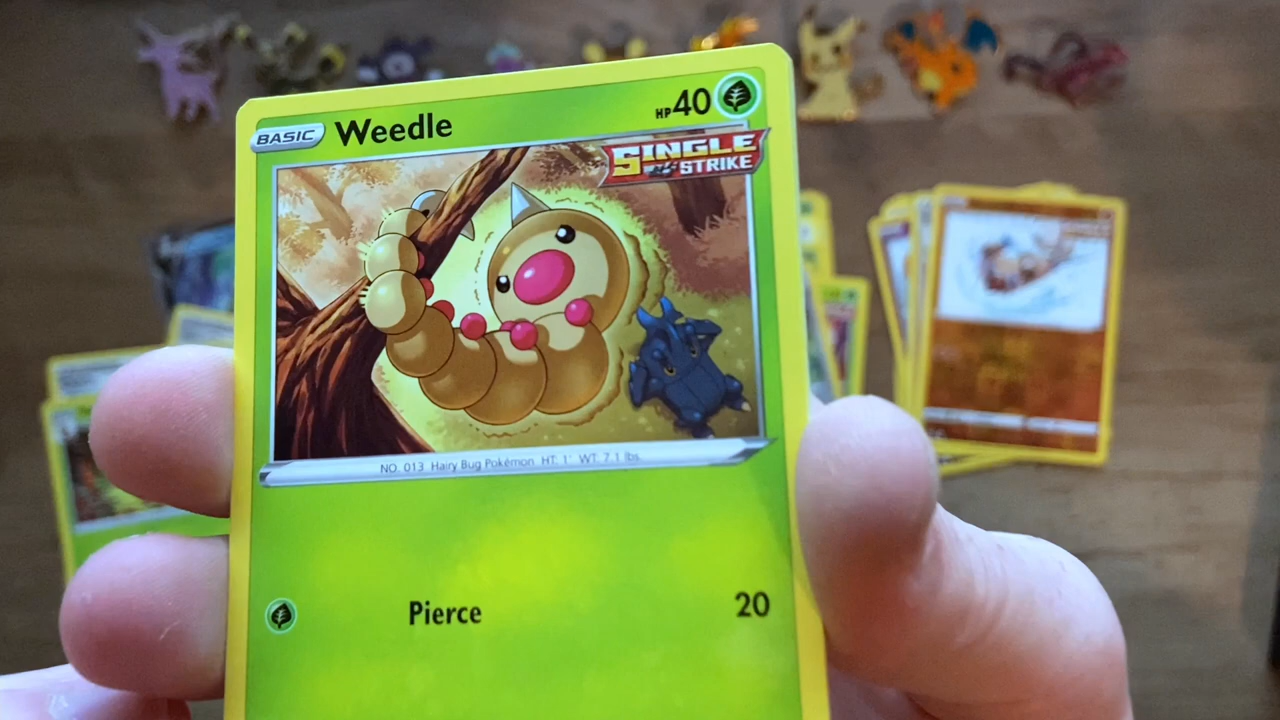 BASIC Weedle HP 40
SINGLE
STRIKE
NO. 013 Hairy Bug Pokémon HT: 1' WT: 7.1 lbs.
Pierce 20